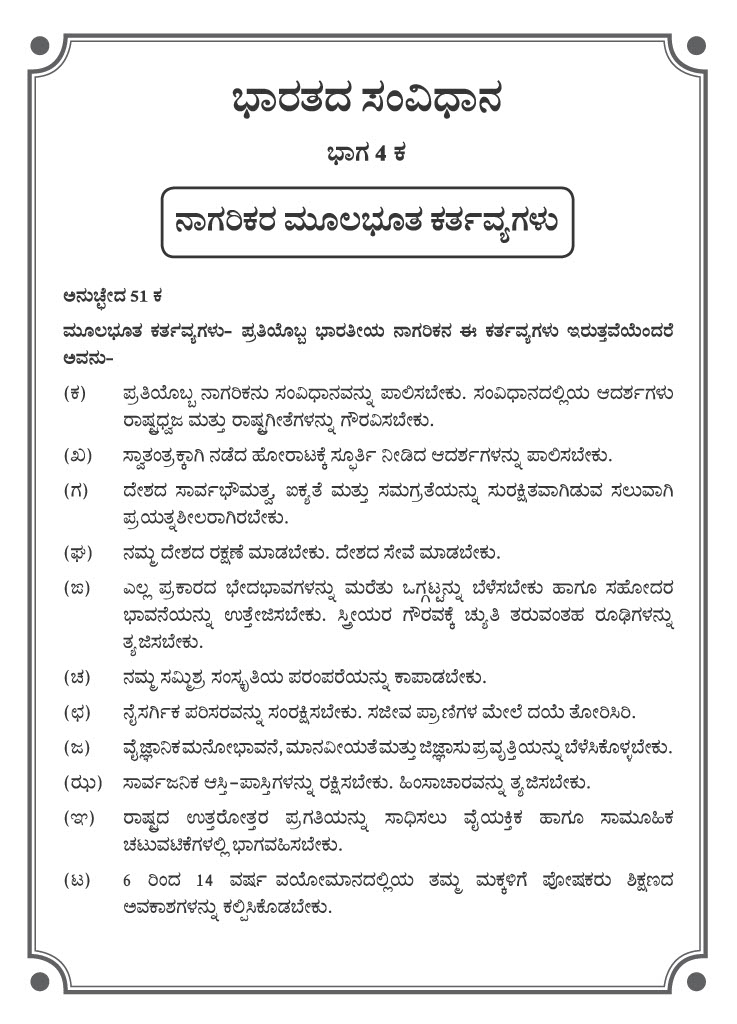 ಭಾರತದ ಸಂವಿಧಾನ
ಭಾಗ 4 ಕ
ನಾಗರಿಕರ ಮೂಲಭೂತ ಕರ್ತವ್ಯಗಳು
ಅನುಚ್ಛೇದ 51 ಕ
ಮೂಲಭೂತ ಕರ್ತವ್ಯಗಳು– ಪ್ರತಿಯೊಬ್ಬ ಭಾರತೀಯ ನಾಗರಿಕನ ಈ ಕರ್ತವ್ಯಗಳು ಇರುತ್ತವೆಯೆಂದರೆ
ಅವನು–
(ಕ) ಪ್ರತಿಯೊಬ್ಬ ನಾಗರಿಕನು ಸಂವಿಧಾನವನ್ನು ಪಾಲಿಸಬೇಕು. ಸಂವಿಧಾನದಲ್ಲಿಯ ಆದರ್ಶಗಳು
ರಾಷ್ಟ್ರಧ್ವಜ ಮತ್ತು ರಾಷ್ಟ್ರಗೀತೆಗಳನ್ನು ಗೌರವಿಸಬೇಕು.
(ಖ) ಸ್ವಾತಂತ್ರಕ್ಕಾಗಿ ನಡೆದ ಹೋರಾಟಕ್ಕೆ ಸ್ಫೂರ್ತಿ ನೀಡಿದ ಆದರ್ಶಗಳನ್ನು ಪಾಲಿಸಬೇಕು.
(ಗ) ದೇಶದ ಸಾರ್ವಭೌಮತ್ವ, ಐಕ್ಯತೆ ಮತ್ತು ಸಮಗ್ರತೆಯನ್ನು ಸುರಕ್ಷಿತವಾಗಿಡುವ ಸಲುವಾಗಿ
ಪ್ರಯತ್ನಶೀಲರಾಗಿರಬೇಕು.
(ಘ) ನಮ್ಮ ದೇಶದ ರಕ್ಷಣೆ ಮಾಡಬೇಕು. ದೇಶದ ಸೇವೆ ಮಾಡಬೇಕು.
(ಙ) ಎಲ್ಲ ಪ್ರಕಾರದ ಭೇದಭಾವಗಳನ್ನು ಮರೆತು ಒಗ್ಗಟ್ಟನ್ನು ಬೆಳೆಸಬೇಕು ಹಾಗೂ ಸಹೋದರ
ಭಾವನೆಯನ್ನು ಉತ್ತೇಜಿಸಬೇಕು. ಸ್ತ್ರೀಯರ ಗೌರವಕ್ಕೆ ಚ್ಯುತಿ ತರುವಂತಹ ರೂಢಿಗಳನ್ನು
ತ್ಯಜಿಸಬೇಕು.
(ಚ) ನಮ್ಮ ಸಮ್ಮಿಶ್ರ ಸಂಸ್ಕೃತಿಯ ಪರಂಪರೆಯನ್ನು ಕಾಪಾಡಬೇಕು.
(ಛ) ನೈಸರ್ಗಿಕ ಪರಿಸರವನ್ನು ಸಂರಕ್ಷಿಸಬೇಕು. ಸಜೀವ ಪ್ರಾಣಿಗಳ ಮೇಲೆ ದಯೆ ತೋರಿಸಿರಿ.
(ಜ) ವೈಜ್ಞಾನಿಕ ಮನೋಭಾವನೆ, ಮಾನವೀಯತೆ ಮತ್ತು ಜಿಜ್ಞಾಸು ಪ್ರವೃತ್ತಿಯನ್ನು ಬೆಳೆಸಿಕೊಳ್ಳಬೇಕು.
(ಝ) ಸಾರ್ವಜನಿಕ ಆಸ್ತಿ–ಪಾಸ್ತಿಗಳನ್ನು ರಕ್ಷಿಸಬೇಕು. ಹಿಂಸಾಚಾರವನ್ನು ತ್ಯಜಿಸಬೇಕು.
(ಞ) ರಾಷ್ಟ್ರದ ಉತ್ತರೋತ್ತರ ಪ್ರಗತಿಯನ್ನು ಸಾಧಿಸಲು ವೈಯಕ್ತಿಕ ಹಾಗೂ ಸಾಮೂಹಿಕ
ಚಟುವಟಿಕೆಗಳಲ್ಲಿ ಭಾಗವಹಿಸಬೇಕು.
(ಟ) 6 ರಿಂದ 14 ವರ್ಷ ವಯೋಮಾನದಲ್ಲಿಯ ತಮ್ಮ ಮಕ್ಕಳಿಗೆ ಪೋಷಕರು ಶಿಕ್ಷಣದ
ಅವಕಾಶಗಳನ್ನು ಕಲ್ಪಿಸಿಕೊಡಬೇಕು.